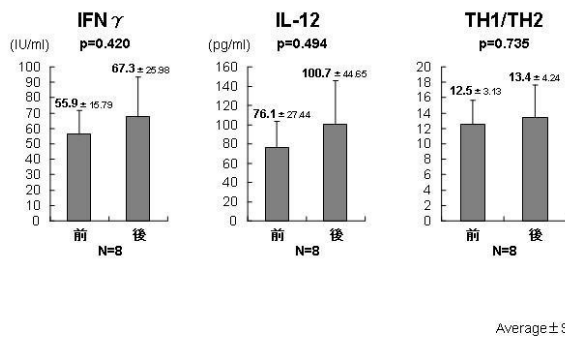 IFN γ
p=0.420
(IU/ml)
100
90
80
70
60
50
40
30
20
10
0
55.9±15.79
67.3±25.98
前 後
N=8
IL-12
p=0.494
(pg/ml)
160
140
120
100
80
60
40
20
0
76.1±27.44
100.7±44.65
前 後
N=8
TH1/TH2
p=0.735
20
18
16
14
12
10
8
6
4
2
0
12.5±3.13
13.4±4.24
前 後
N=8
Average±S